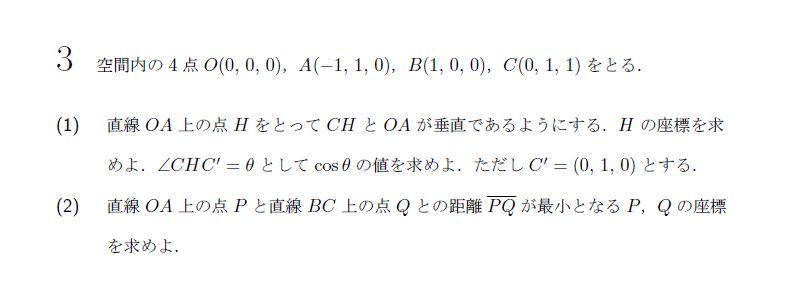 3 空間内の 4 点 O(0, 0, 0), A(−1, 1, 0), B(1, 0, 0), C(0, 1, 1) をとる.
(1) 直線 OA 上の点 H をとって CH と OA が垂直であるようにする. H の座標を求
めよ. ∠CHC′ = θ として cos θ の値を求めよ. ただし C′ = (0, 1, 0) とする.
(2) 直線 OA 上の点 P と直線 BC 上の点 Q との距離 P̅Q̅ が最小となる P, Q の座標
を求めよ.